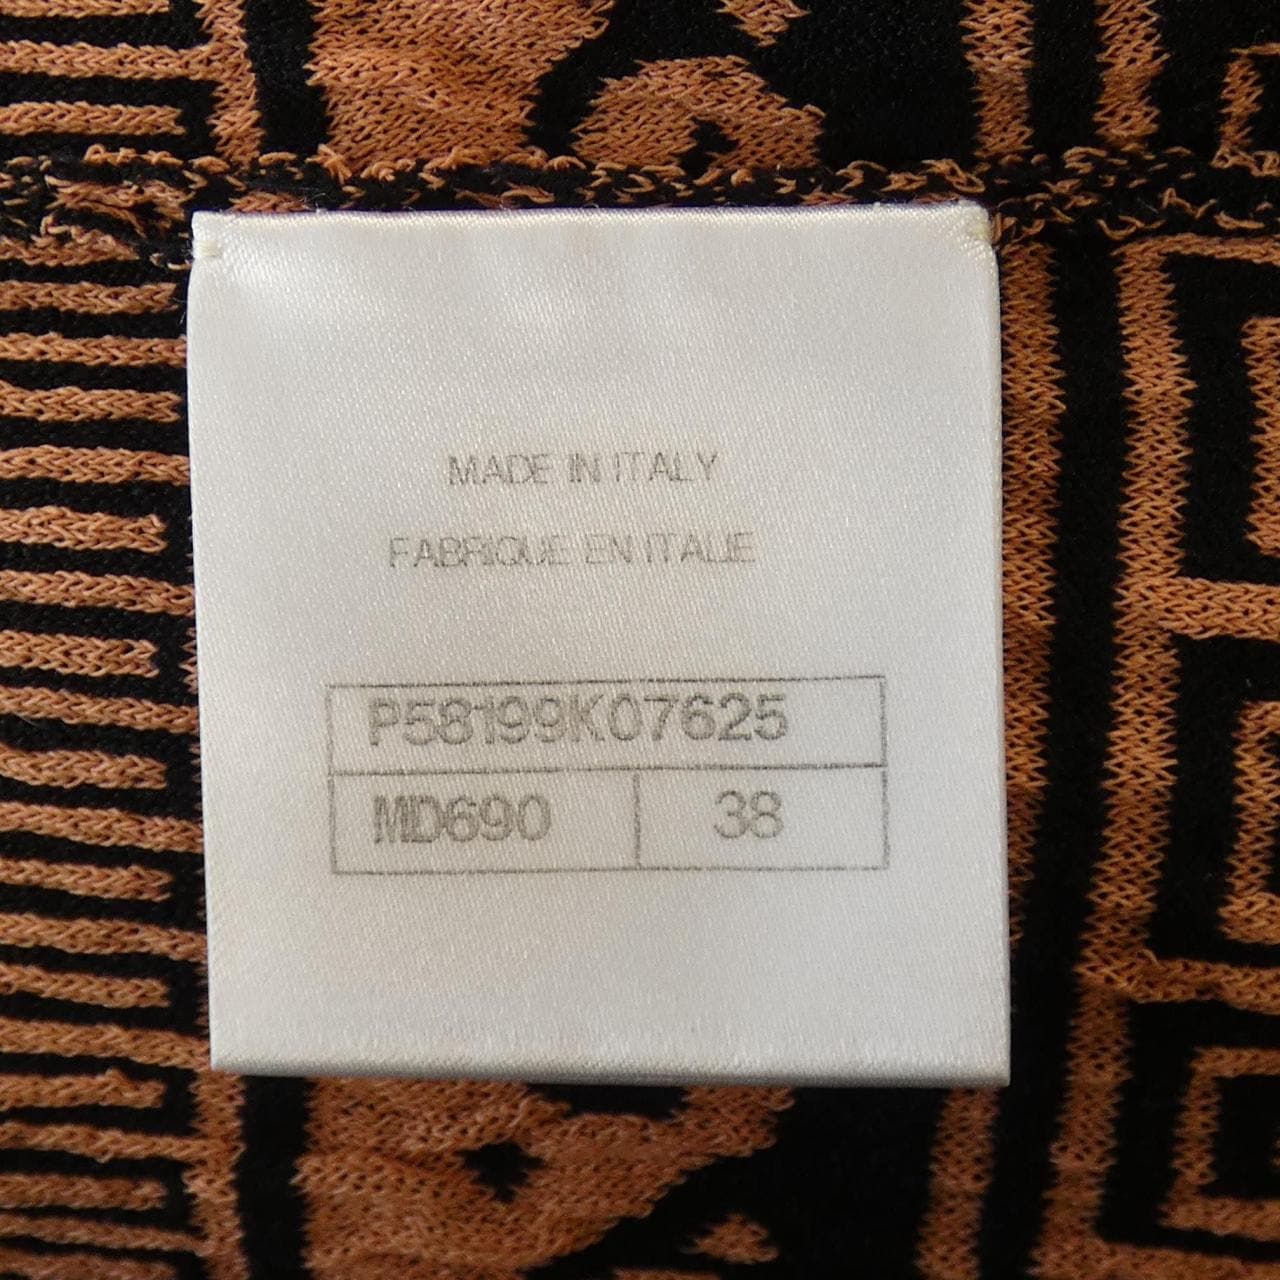 MADE IN ITALY
FABRIQUE EN ITALIE
P58199K07625
MD690 38